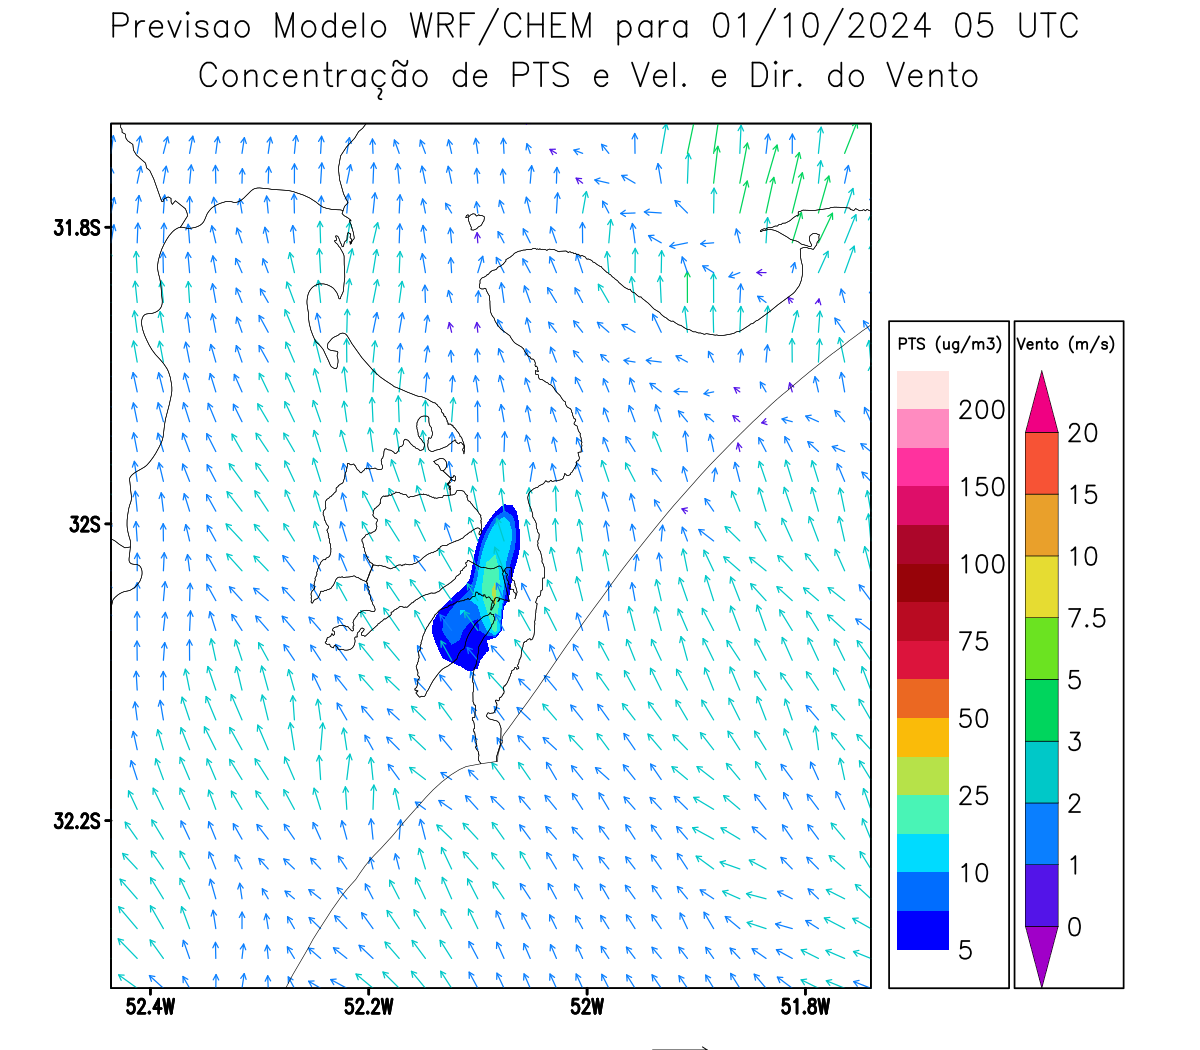 Previsao Modelo WRF/CHEM para 01/10/2024 05 UTC
Concentração de PTS e Vel. e Dir. do Vento
31.8S
32S
32.2S
52.4W 52.2W 52W 51.8W
PTS (ug/m3)
200
150
100
75
50
25
10
5
Vento (m/s)
20
15
10
7.5
5
3
2
1
0